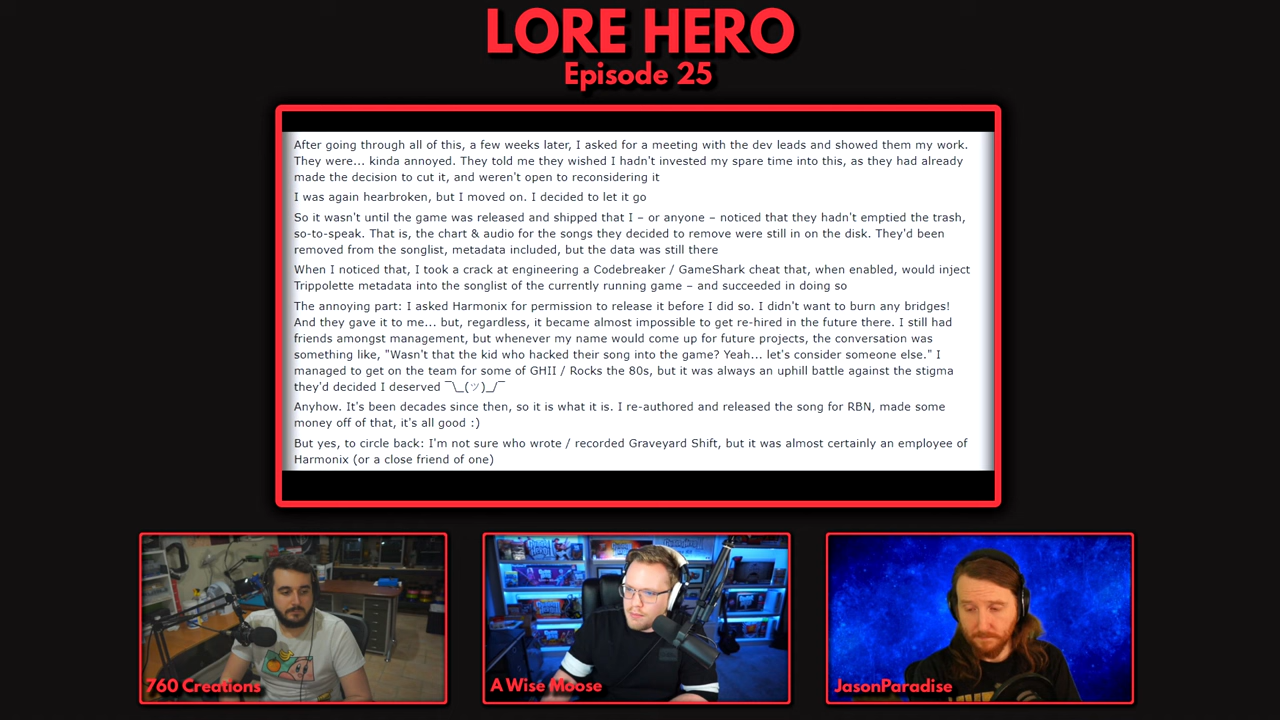 LORE HERO
Episode 25
After going through all of this, a few weeks later, I asked for a meeting with the dev leads and showed them my work.
They were... kinda annoyed. They told me they wished I hadn't invested my spare time into this, as they had already
made the decision to cut it, and weren't open to reconsidering it
I was again hearbroken, but I moved on. I decided to let it go
So it wasn't until the game was released and shipped that I – or anyone – noticed that they hadn't emptied the trash,
so-to-speak. That is, the chart & audio for the songs they decided to remove were still in on the disk. They'd been
removed from the songlist, metadata included, but the data was still there
When I noticed that, I took a crack at engineering a Codebreaker / GameShark cheat that, when enabled, would inject
Trippolette metadata into the songlist of the currently running game – and succeeded in doing so
The annoying part: I asked Harmonix for permission to release it before I did so. I didn't want to burn any bridges!
And they gave it to me... but, regardless, it became almost impossible to get re-hired in the future there. I still had
friends amongst management, but whenever my name would come up for future projects, the conversation was
something like, "Wasn't that the kid who hacked their song into the game? Yeah... let's consider someone else." I
managed to get on the team for some of GHII / Rocks the 80s, but it was always an uphill battle against the stigma
they'd decided I deserved ¯\_(ツ)_/¯
Anyhow. It's been decades since then, so it is what it is. I re-authored and released the song for RBN, made some
money off of that, it's all good :)
But yes, to circle back: I'm not sure who wrote / recorded Graveyard Shift, but it was almost certainly an employee of
Harmonix (or a close friend of one)
760 Creations
A Wise Moose
JasonParadise